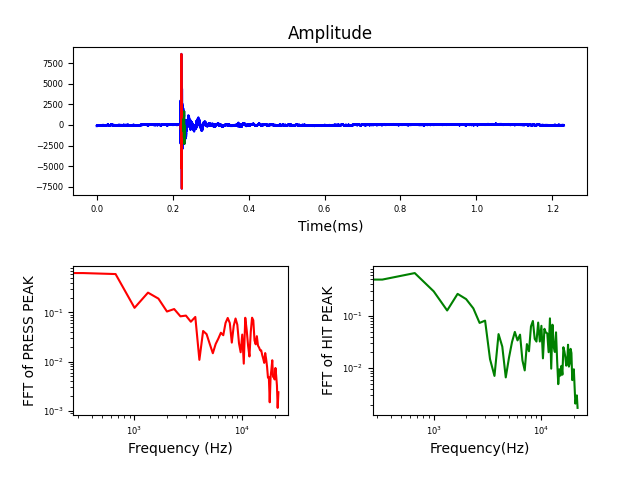 Amplitude
7500
5000
2500
0
−2500
−5000
−7500
0.0 0.2 0.4 0.6 0.8 1.0 1.2
Time(ms)
FFT of PRESS PEAK
10⁻¹
10⁻²
10⁻³
10³ 10⁴
Frequency (Hz)
FFT of HIT PEAK
10⁻¹
10⁻²
10³ 10⁴
Frequency(Hz)